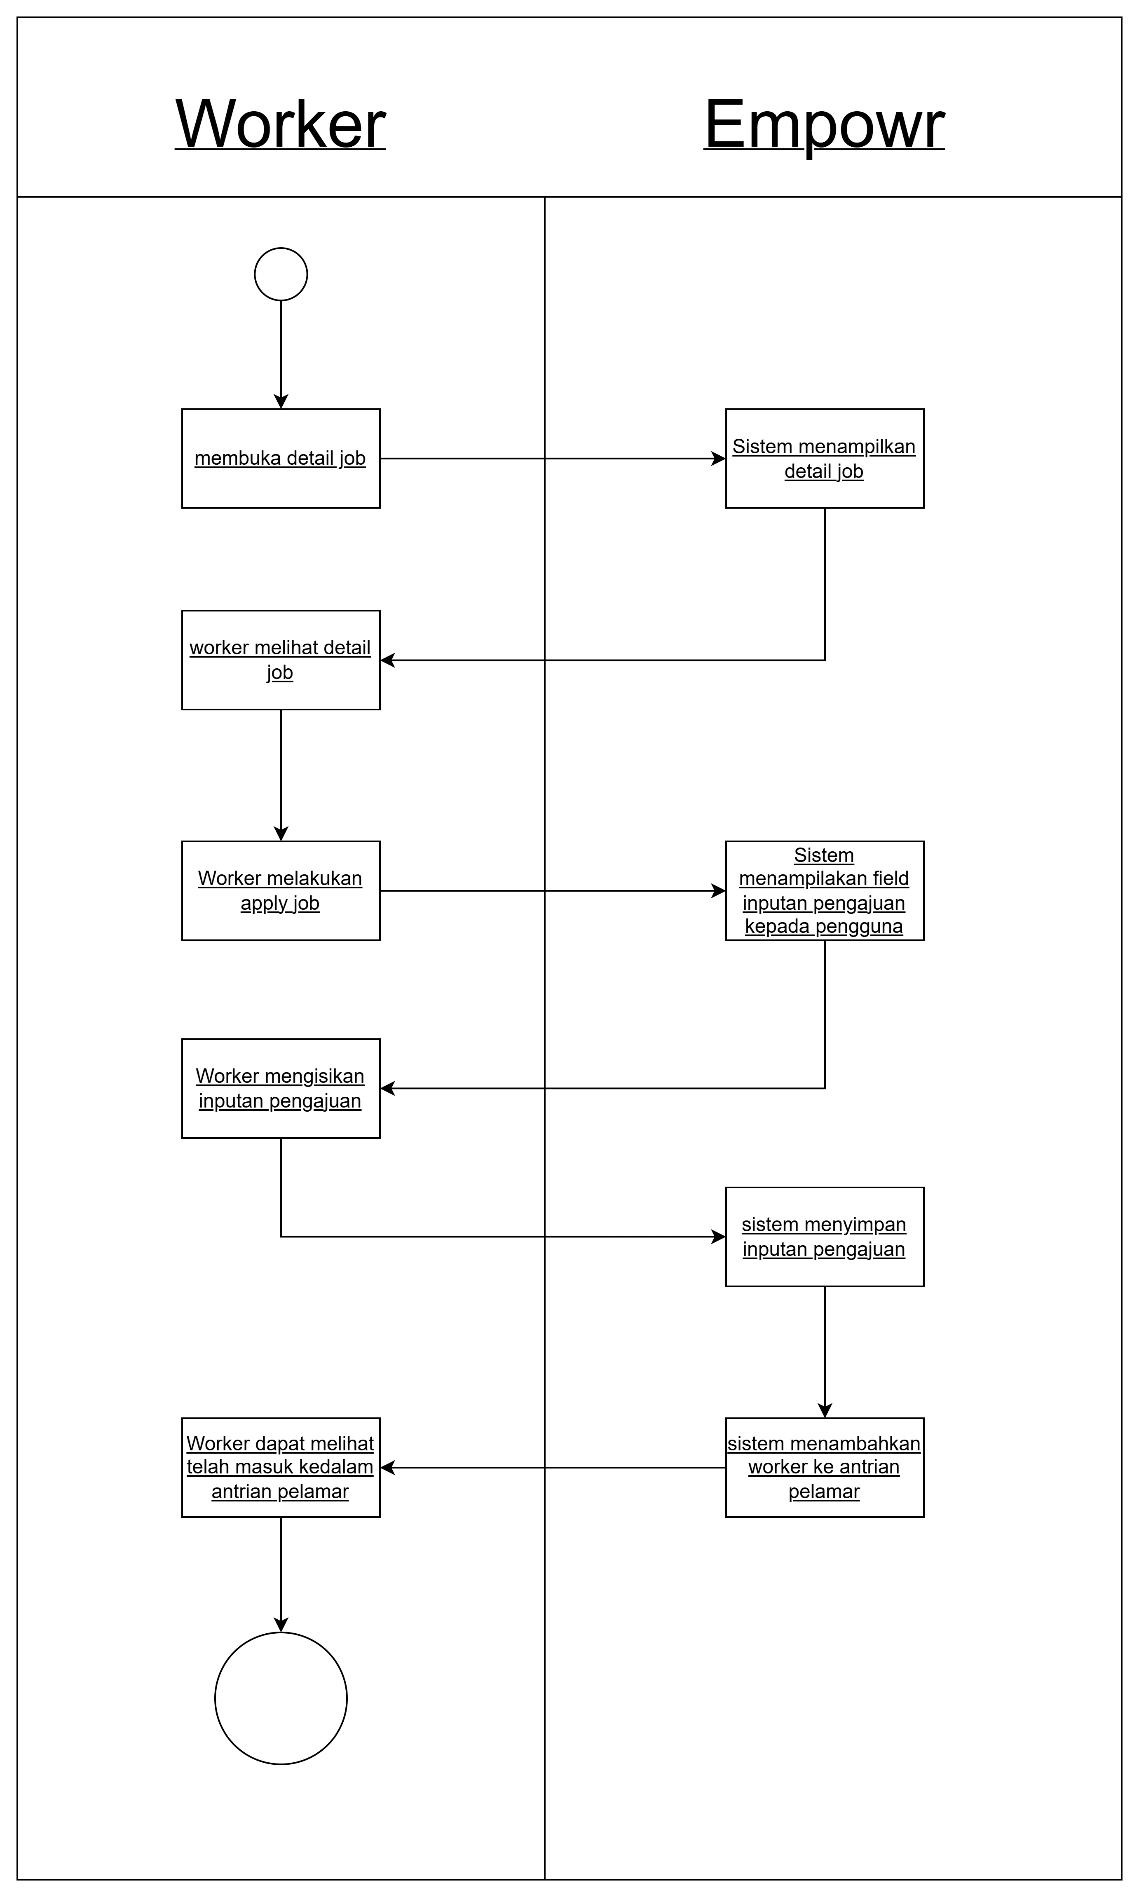 Worker
Empowr
membuka detail job
Sistem menampilkan
detail job
worker melihat detail
job
Worker melakukan
apply job
Sistem
menampilakan field
inputan pengajuan
kepada pengguna
Worker mengisikan
inputan pengajuan
sistem menyimpan
inputan pengajuan
sistem menambahkan
worker ke antrian
pelamar
Worker dapat melihat
telah masuk kedalam
antrian pelamar